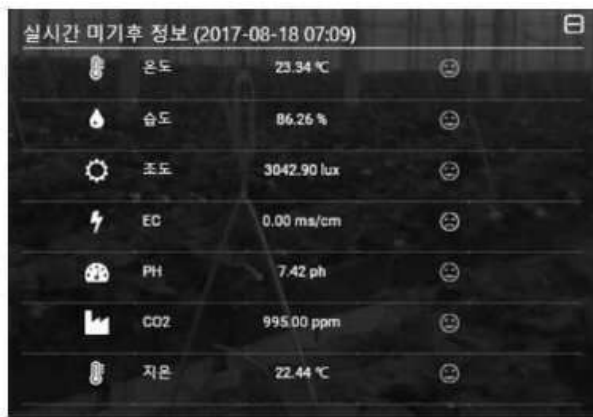 실시간 미기후 정보 (2017-08-18 07:09)
온도 23.34 ℃
습도 86.26 %
조도 3042.90 lux
EC 0.00 ms/cm
PH 7.42 ph
CO2 995.00 ppm
지온 22.44 ℃